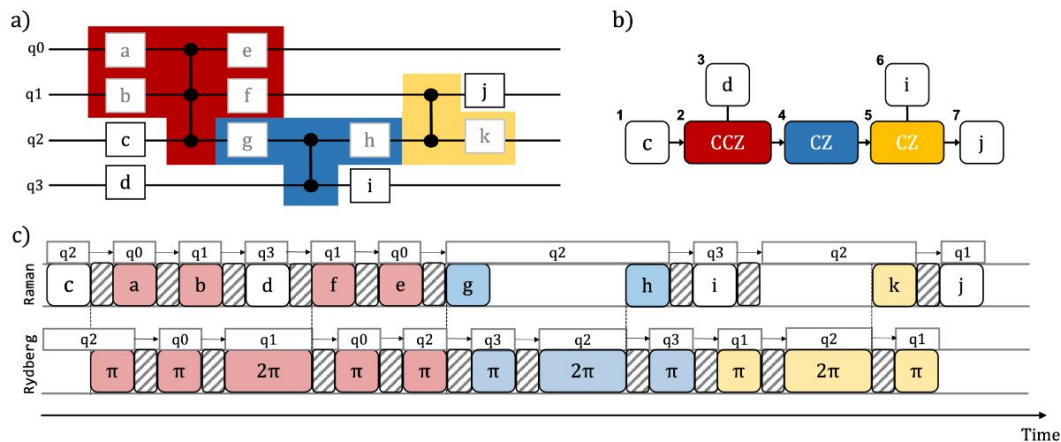 a)
q0 a e
q1 b f j
q2 c g h k
q3 d i
b)
3 d 6 i
1 c 2 CCZ 4 CZ 5 CZ 7 j
c)
q2 q0 q1 q3 q1 q0 q2 q3 q2 q1
Raman c a b d f e g h i k j
q2 q0 q1 q0 q2 q3 q2 q3 q1 q2 q1
Rydberg π π 2π π π π 2π π π 2π π
Time